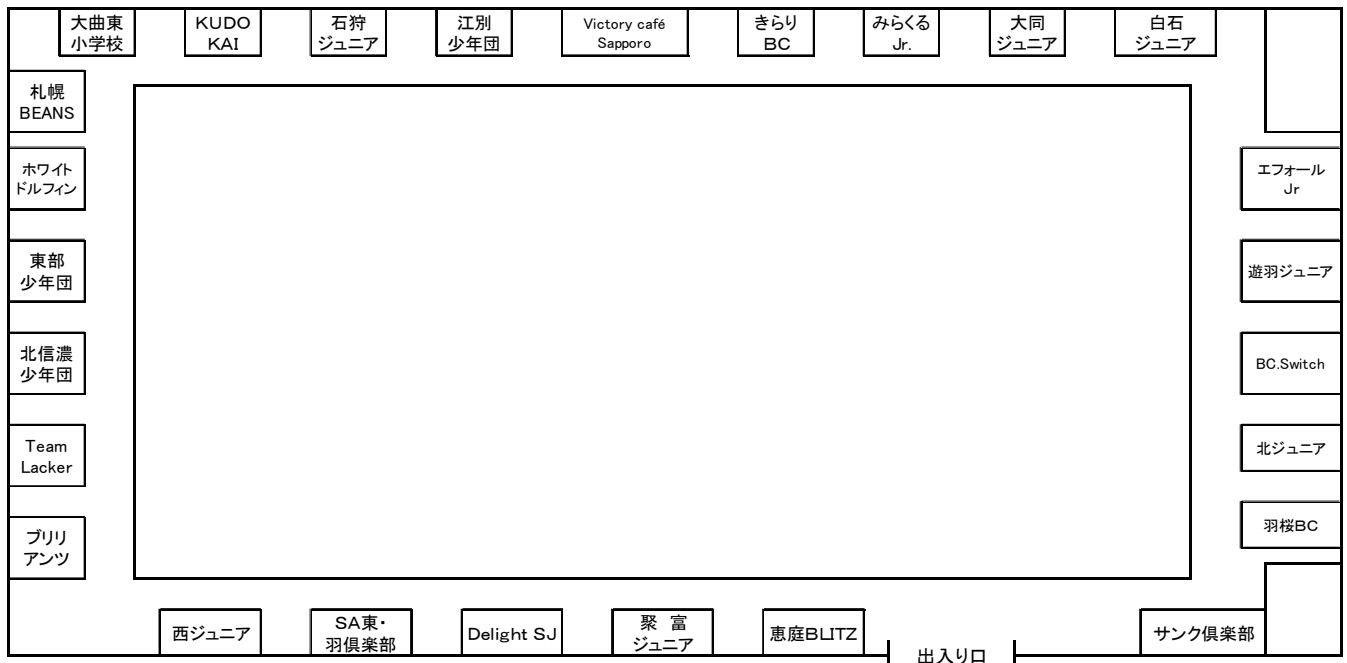 大曲東
小学校
KUDO
KAI
石狩
ジュニア
江別
少年団
Victory café
Sapporo
きらり
BC
みらくる
Jr.
大同
ジュニア
白石
ジュニア
札幌
BEANS
ホワイト
ドルフィン
東部
少年団
北信濃
少年団
Team
Lacker
ブリリ
アンツ
エフォール
Jr
遊羽ジュニア
BC.Switch
北ジュニア
羽桜BC
西ジュニア
SA東・
羽倶楽部
Delight SJ
聚 富
ジュニア
恵庭BLITZ
出入り口
サンク倶楽部